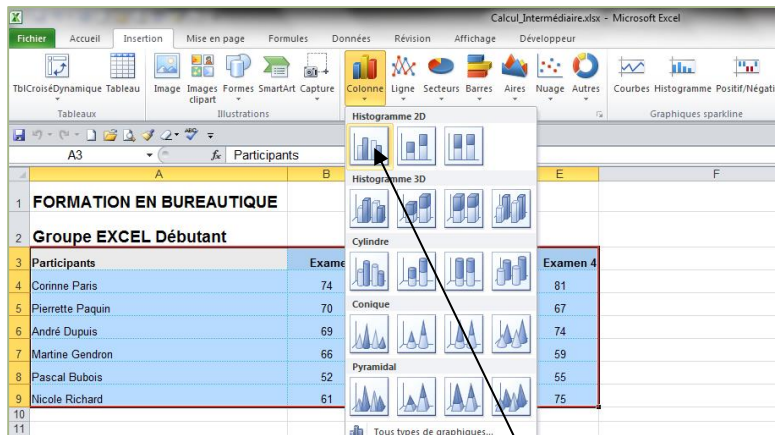 Calcul_Intermédiaire.xlsx - Microsoft Excel
Fichier Accueil Insertion Mise en page Formules Données Révision Affichage Développeur
TblCroiséDynamique Tableau Image Images clipart Formes SmartArt Capture Colonne Ligne Secteurs Barres Aires Nuage Autres Courbes Histogramme Positif/Négati
Tableaux Illustrations Graphiques sparkline
Histogramme 2D
A3 fx Participants
A B E F
Histogramme 3D
1 FORMATION EN BUREAUTIQUE
2 Groupe EXCEL Débutant
Cylindre
3 Participants Exame Examen 4
4 Corinne Paris 74 81
Conique
5 Pierrette Paquin 70 67
6 André Dupuis 69 74
7 Martine Gendron 66 59
Pyramidal
8 Pascal Bubois 52 55
9 Nicole Richard 61 75
10
11
Tous types de graphiques...